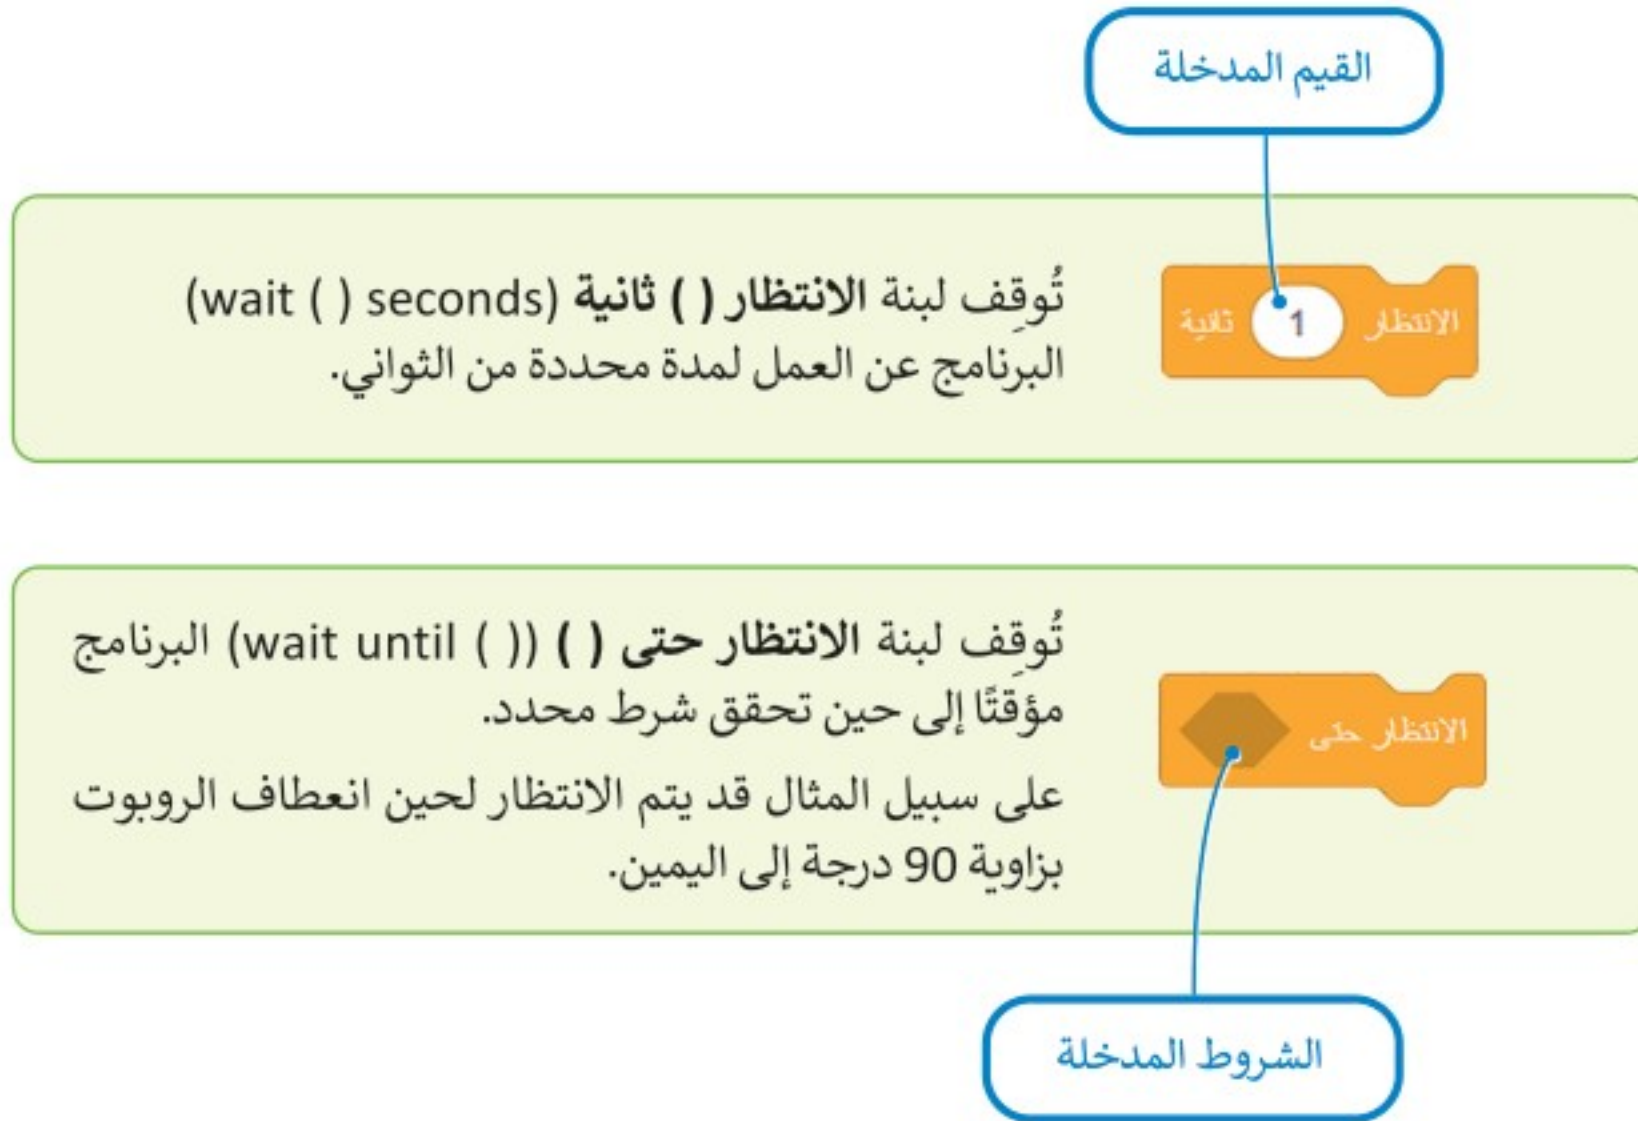 القيم المدخلة
الانتظار 1 ثانية
تُوقِف لبنة الانتظار ( ) ثانية (wait ( ) seconds)
البرنامج عن العمل لمدة محددة من الثواني.
الانتظار حتى
تُوقِف لبنة الانتظار حتى ( ) (wait until ( )) البرنامج
مؤقتًا إلى حين تحقق شرط محدد.
على سبيل المثال قد يتم الانتظار لحين انعطاف الروبوت
بزاوية 90 درجة إلى اليمين.
الشروط المدخلة